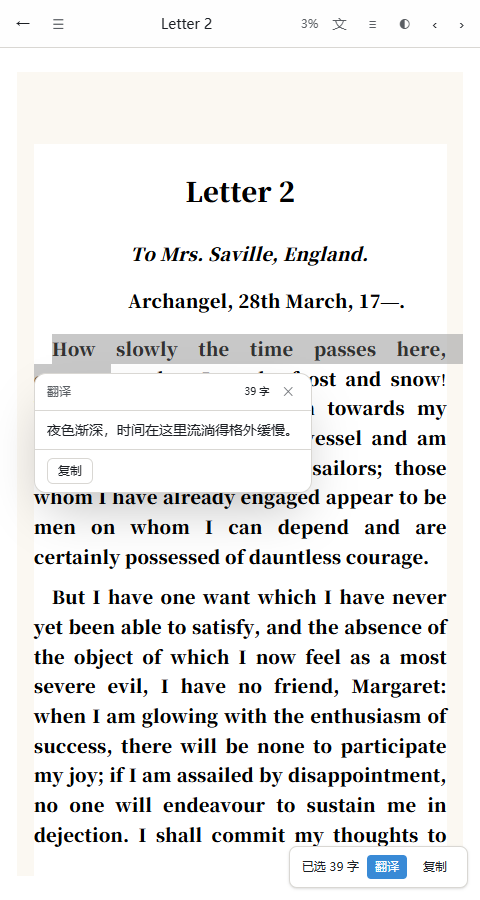 ← ☰ Letter 2 3% 文 ≡ ◐ ‹ ›
Letter 2
To Mrs. Saville, England.
Archangel, 28th March, 17—.
How slowly the time passes here,
ost and snow!
翻译 39 字 ×
towards my
夜色渐深，时间在这里流淌得格外缓慢。
vessel and am
复制
sailors; those
whom I have already engaged appear to be
men on whom I can depend and are
certainly possessed of dauntless courage.
But I have one want which I have never
yet been able to satisfy, and the absence of
the object of which I now feel as a most
severe evil, I have no friend, Margaret:
when I am glowing with the enthusiasm of
success, there will be none to participate
my joy; if I am assailed by disappointment,
no one will endeavour to sustain me in
dejection. I shall commit my thoughts to
已选 39 字 翻译 复制